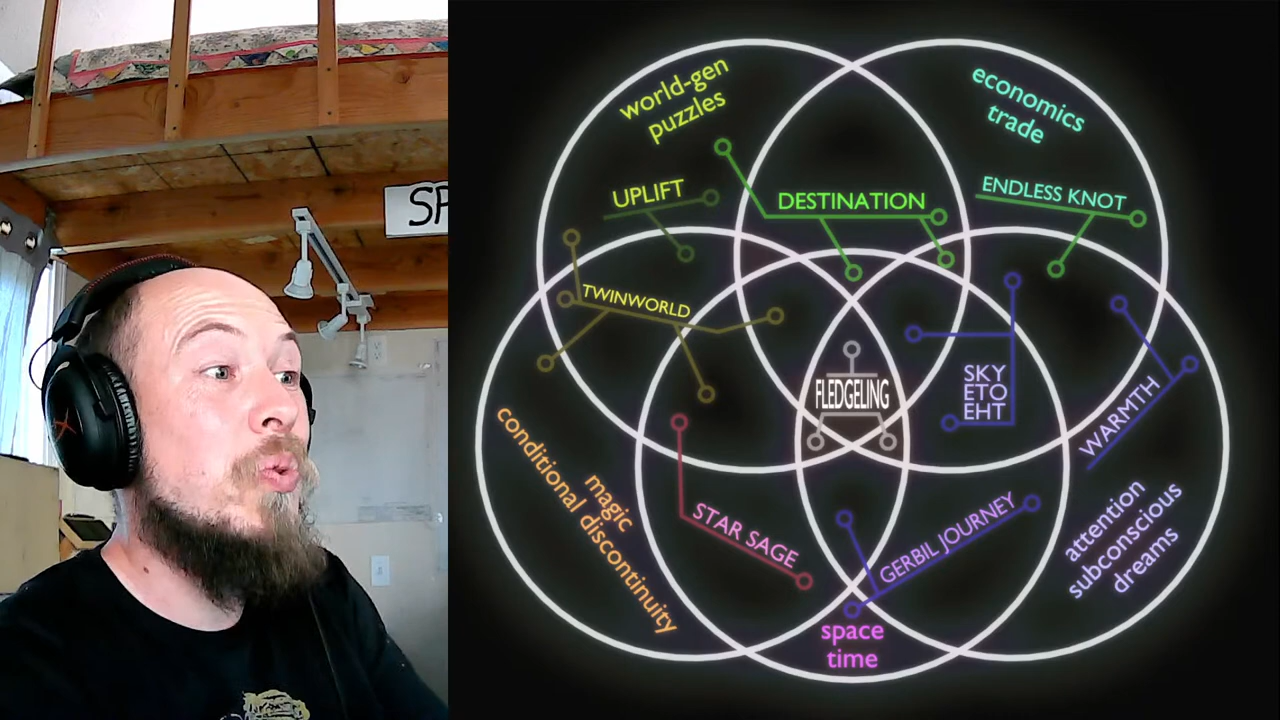 SP
world-gen
puzzles
economics
trade
UPLIFT
DESTINATION
ENDLESS KNOT
TWINWORLD
FLEDGELING
SKY
ETO
EHT
WARMTH
magic
conditional discontinuity
STAR SAGE
GERBIL JOURNEY
attention
subconscious
dreams
space
time